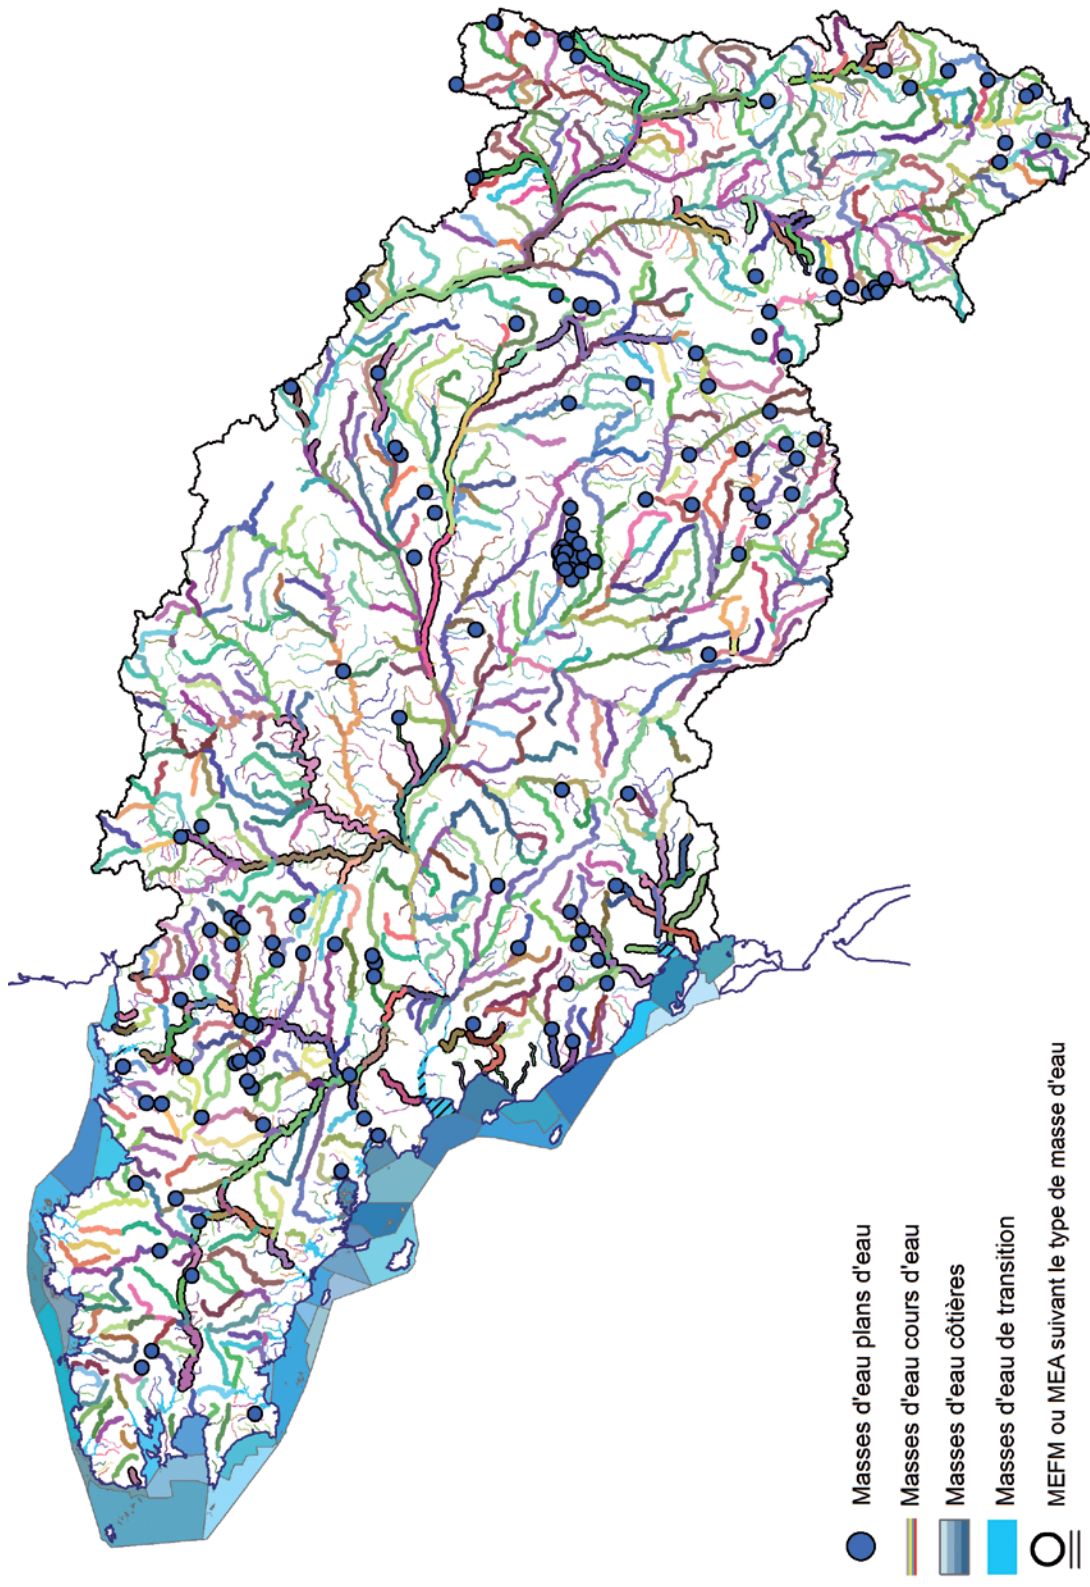 Masses d'eau plans d'eau
Masses d'eau cours d'eau
Masses d'eau côtières
Masses d'eau de transition
MEFM ou MEA suivant le type de masse d'eau